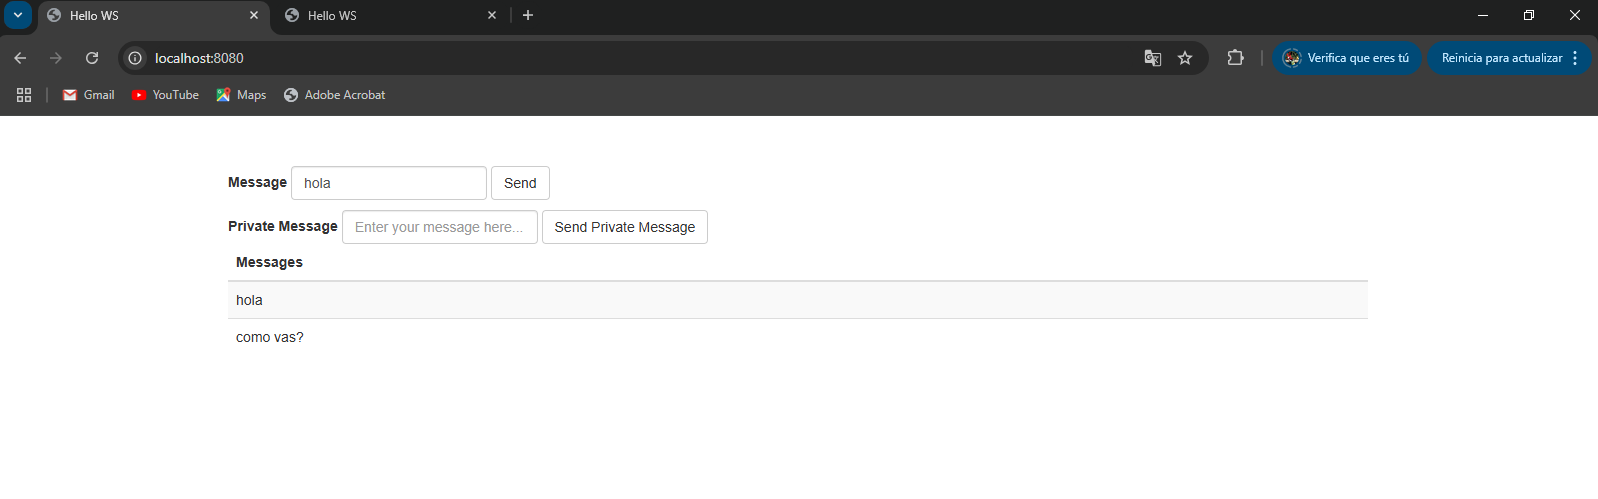 Hello WS
Hello WS
localhost:8080
Verifica que eres tú
Reinicia para actualizar
Gmail
YouTube
Maps
Adobe Acrobat
Message hola Send
Private Message Enter your message here... Send Private Message
Messages
hola
como vas?